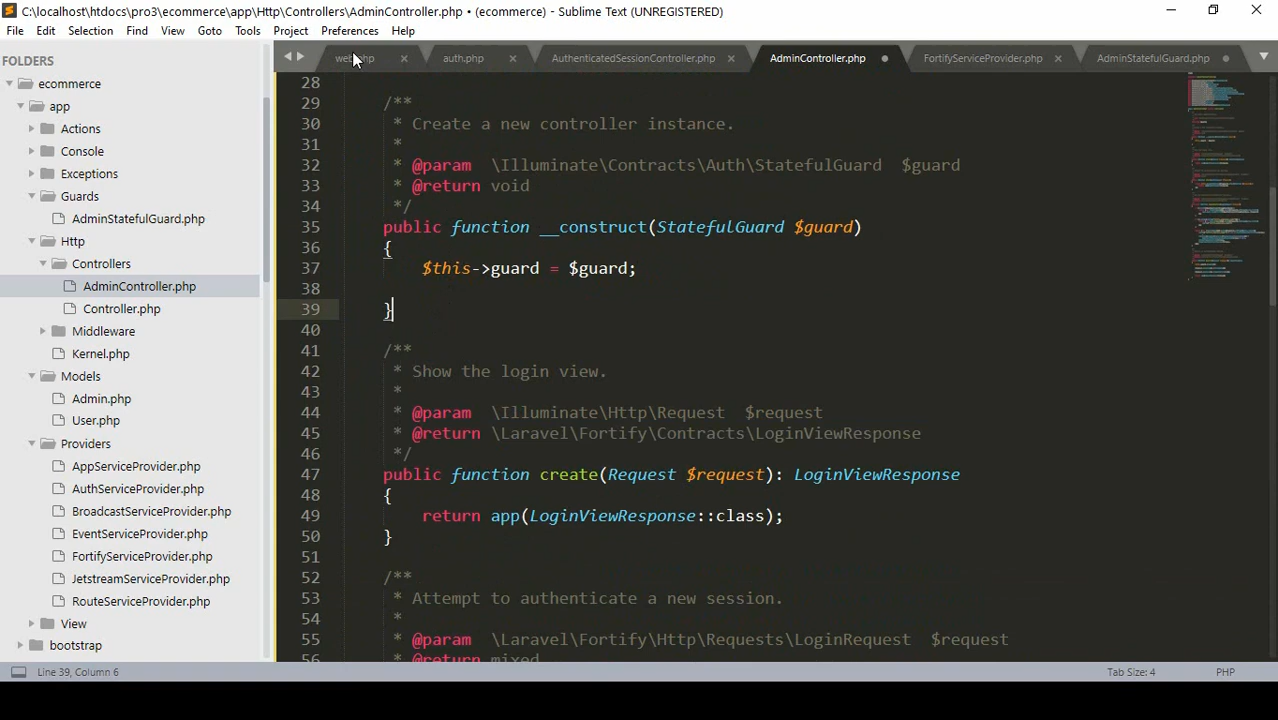 C:\localhost\htdocs\pro3\ecommerce\app\Http\Controllers\AdminController.php • (ecommerce) - Sublime Text (UNREGISTERED)
File Edit Selection Find View Goto Tools Project Preferences Help
FOLDERS
ecommerce
app
Actions
Console
Exceptions
Guards
AdminStatefulGuard.php
Http
Controllers
AdminController.php
Controller.php
Middleware
Kernel.php
Models
Admin.php
User.php
Providers
AppServiceProvider.php
AuthServiceProvider.php
BroadcastServiceProvider.php
EventServiceProvider.php
FortifyServiceProvider.php
JetstreamServiceProvider.php
RouteServiceProvider.php
View
bootstrap
web.php auth.php AuthenticatedSessionController.php AdminController.php FortifyServiceProvider.php AdminStatefulGuard.php
28
29 /**
30 * Create a new controller instance.
31 *
32 * @param \Illuminate\Contracts\Auth\StatefulGuard $guard
33 * @return void
34 */
35 public function __construct(StatefulGuard $guard)
36 {
37 $this->guard = $guard;
38
39 }
40
41 /**
42 * Show the login view.
43 *
44 * @param \Illuminate\Http\Request $request
45 * @return \Laravel\Fortify\Contracts\LoginViewResponse
46 */
47 public function create(Request $request): LoginViewResponse
48 {
49 return app(LoginViewResponse::class);
50 }
51
52 /**
53 * Attempt to authenticate a new session.
54 *
55 * @param \Laravel\Fortify\Http\Requests\LoginRequest $request
56 * @return mixed
Line 39, Column 6 Tab Size: 4 PHP